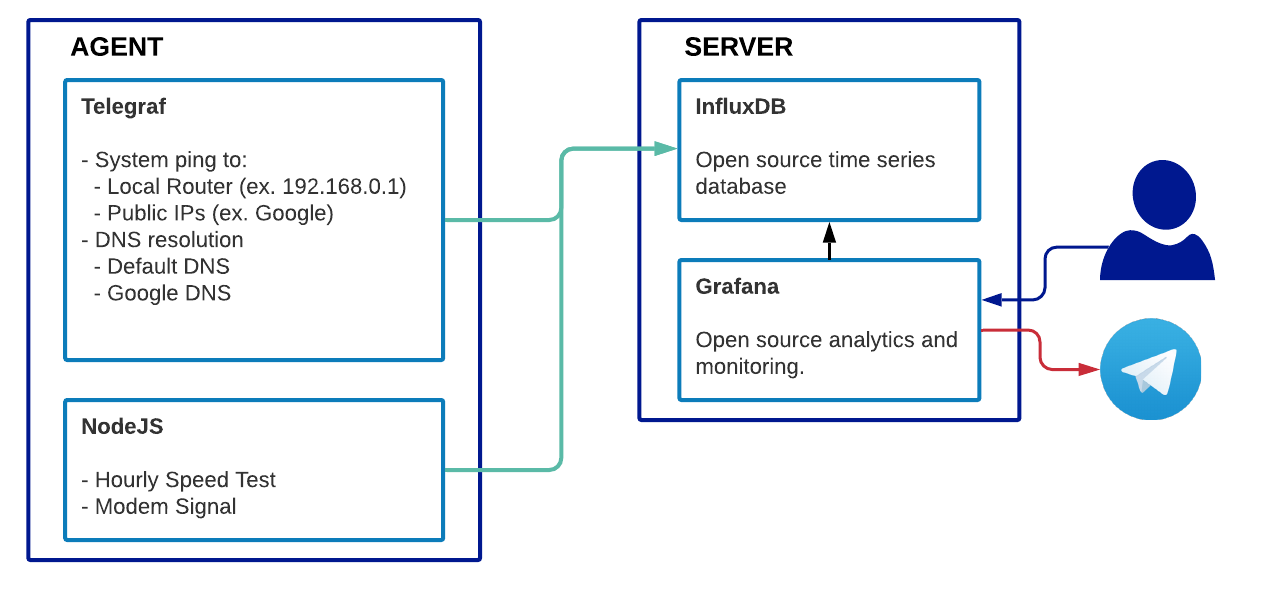 AGENT
Telegraf
- System ping to:
- Local Router (ex. 192.168.0.1)
- Public IPs (ex. Google)
- DNS resolution
- Default DNS
- Google DNS
NodeJS
- Hourly Speed Test
- Modem Signal
SERVER
InfluxDB
Open source time series
database
Grafana
Open source analytics and
monitoring.